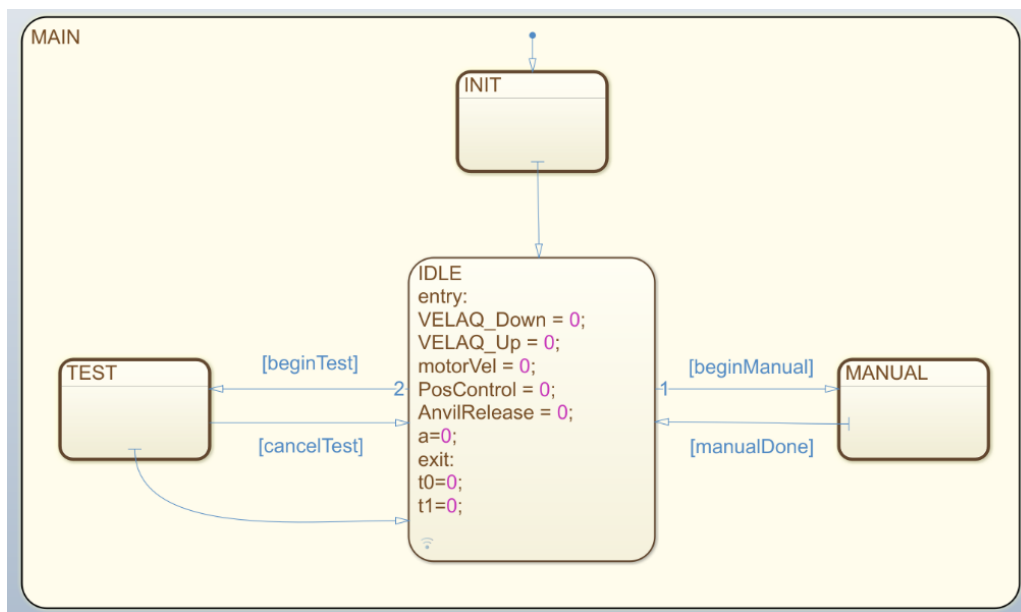 MAIN
INIT
IDLE
entry:
VELAQ_Down = 0;
VELAQ_Up = 0;
motorVel = 0;
PosControl = 0;
AnvilRelease = 0;
a=0;
exit:
t0=0;
t1=0;
TEST
[beginTest]
2
[cancelTest]
1
[beginManual]
[manualDone]
MANUAL